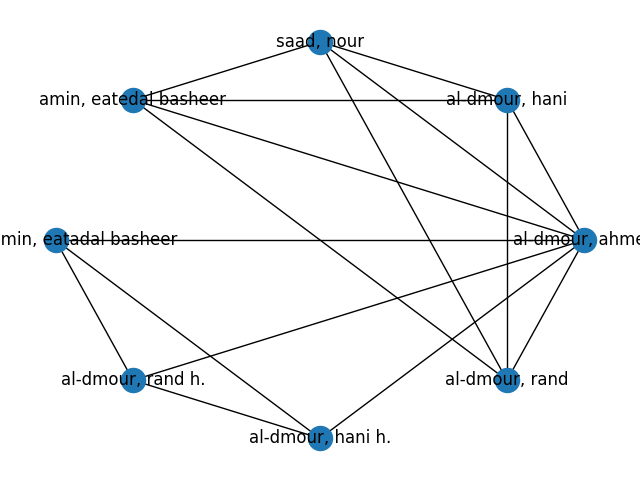 saad, nour
amin, eatedal basheer
al-dmour, hani
min, eatadal basheer
al-dmour, ahme
al-dmour, rand h.
al-dmour, rand
al-dmour, hani h.